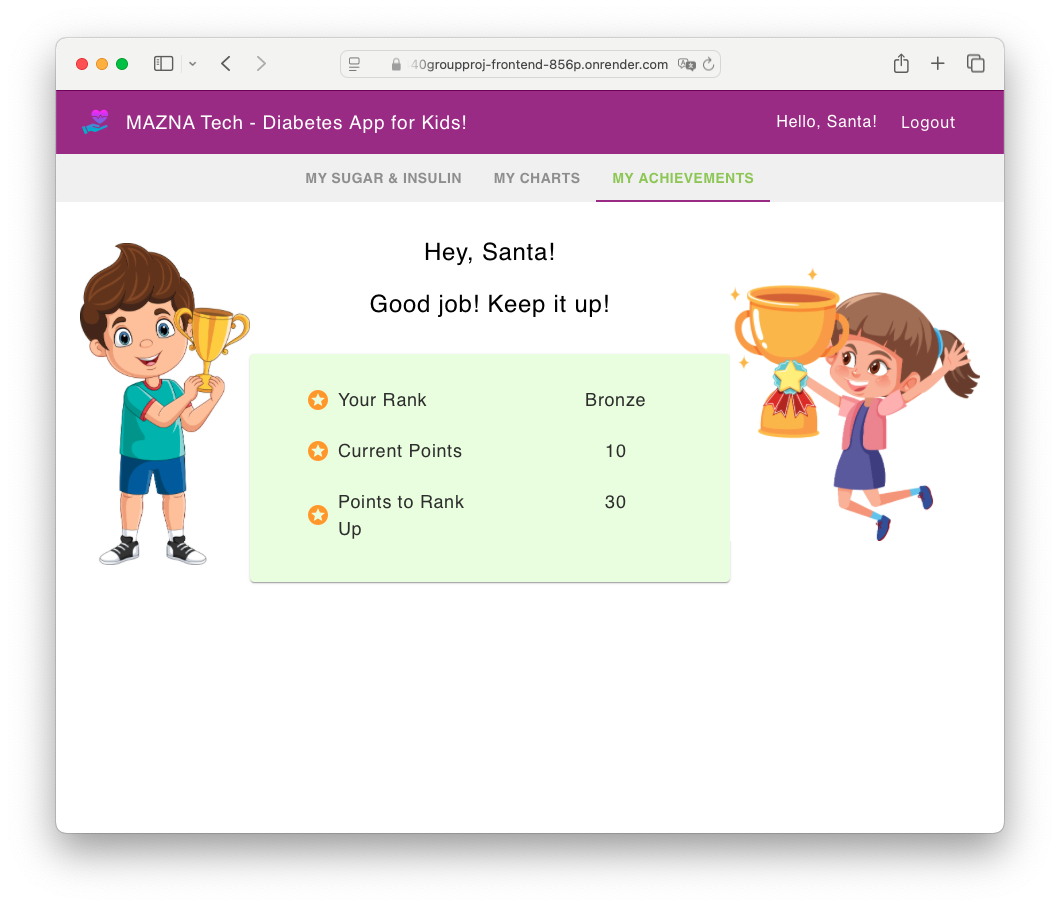 40groupproj-frontend-856p.onrender.com
MAZNA Tech - Diabetes App for Kids!
Hello, Santa!
Logout
MY SUGAR & INSULIN
MY CHARTS
MY ACHIEVEMENTS
Hey, Santa!
Good job! Keep it up!
Your Rank
Bronze
Current Points
10
Points to Rank
Up
30